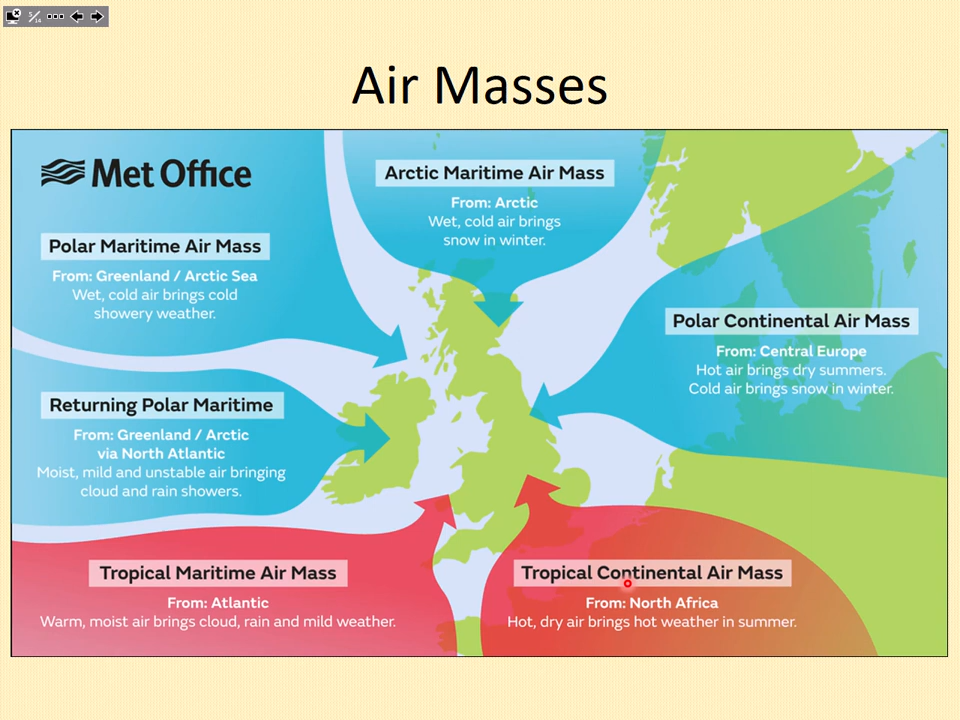 5/14
Air Masses
Met Office
Arctic Maritime Air Mass
From: Arctic
Wet, cold air brings
snow in winter.
Polar Maritime Air Mass
From: Greenland / Arctic Sea
Wet, cold air brings cold
showery weather.
Polar Continental Air Mass
From: Central Europe
Hot air brings dry summers.
Cold air brings snow in winter.
Returning Polar Maritime
From: Greenland / Arctic
via North Atlantic
Moist, mild and unstable air bringing
cloud and rain showers.
Tropical Maritime Air Mass
From: Atlantic
Warm, moist air brings cloud, rain and mild weather.
Tropical Continental Air Mass
From: North Africa
Hot, dry air brings hot weather in summer.